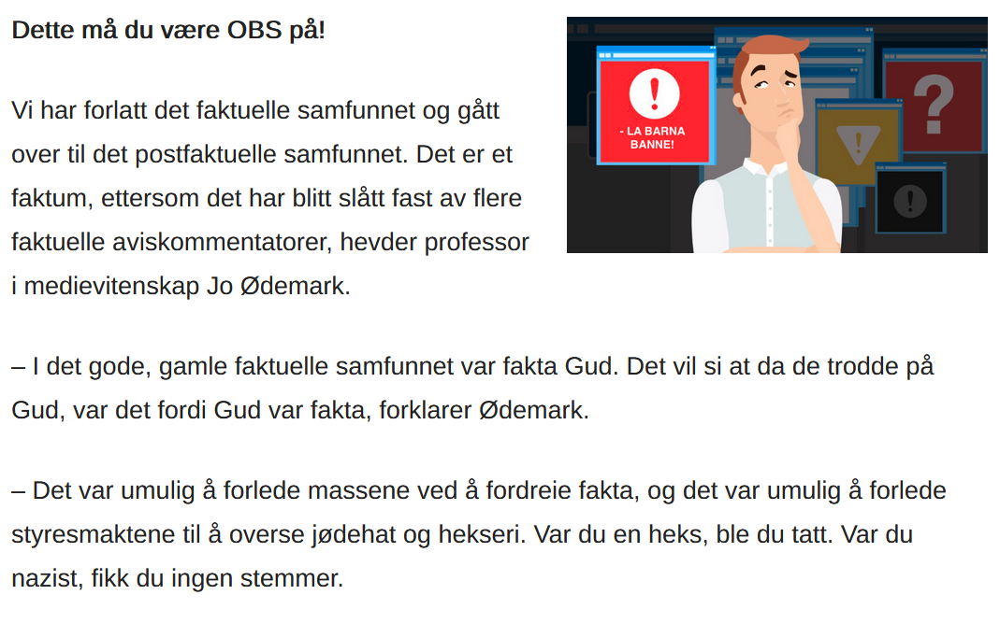 Dette må du være OBS på!
Vi har forlatt det faktuelle samfunnet og gått
over til det postfaktuelle samfunnet. Det er et
faktum, ettersom det har blitt slått fast av flere
faktuelle aviskommentatorer, hevder professor
i medievitenskap Jo Ødemark.
- LA BARNA
BANNE!
– I det gode, gamle faktuelle samfunnet var fakta Gud. Det vil si at da de trodde på
Gud, var det fordi Gud var fakta, forklarer Ødemark.
– Det var umulig å forlede massene ved å fordreie fakta, og det var umulig å forlede
styresmaktene til å overse jødehat og hekseri. Var du en heks, ble du tatt. Var du
nazist, fikk du ingen stemmer.